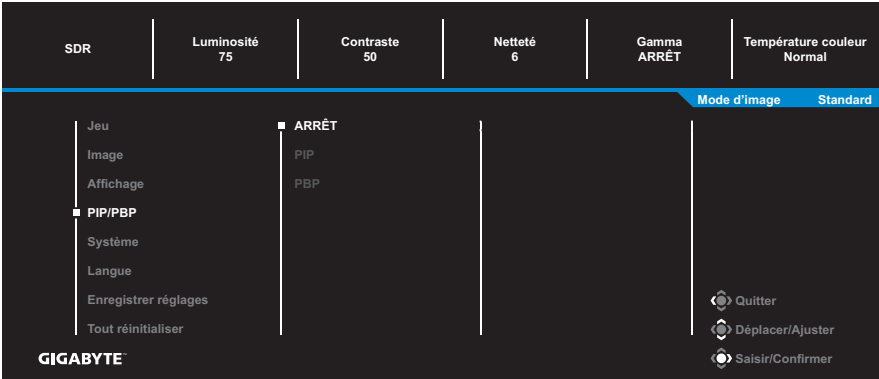 SDR
Luminosité
75
Contraste
50
Netteté
6
Gamma
ARRÊT
Température couleur
Normal
Mode d'image Standard
Jeu
Image
Affichage
PIP/PBP
Système
Langue
Enregistrer réglages
Tout réinitialiser
ARRÊT
PIP
PBP
Quitter
Déplacer/Ajuster
Saisir/Confirmer
GIGABYTE™